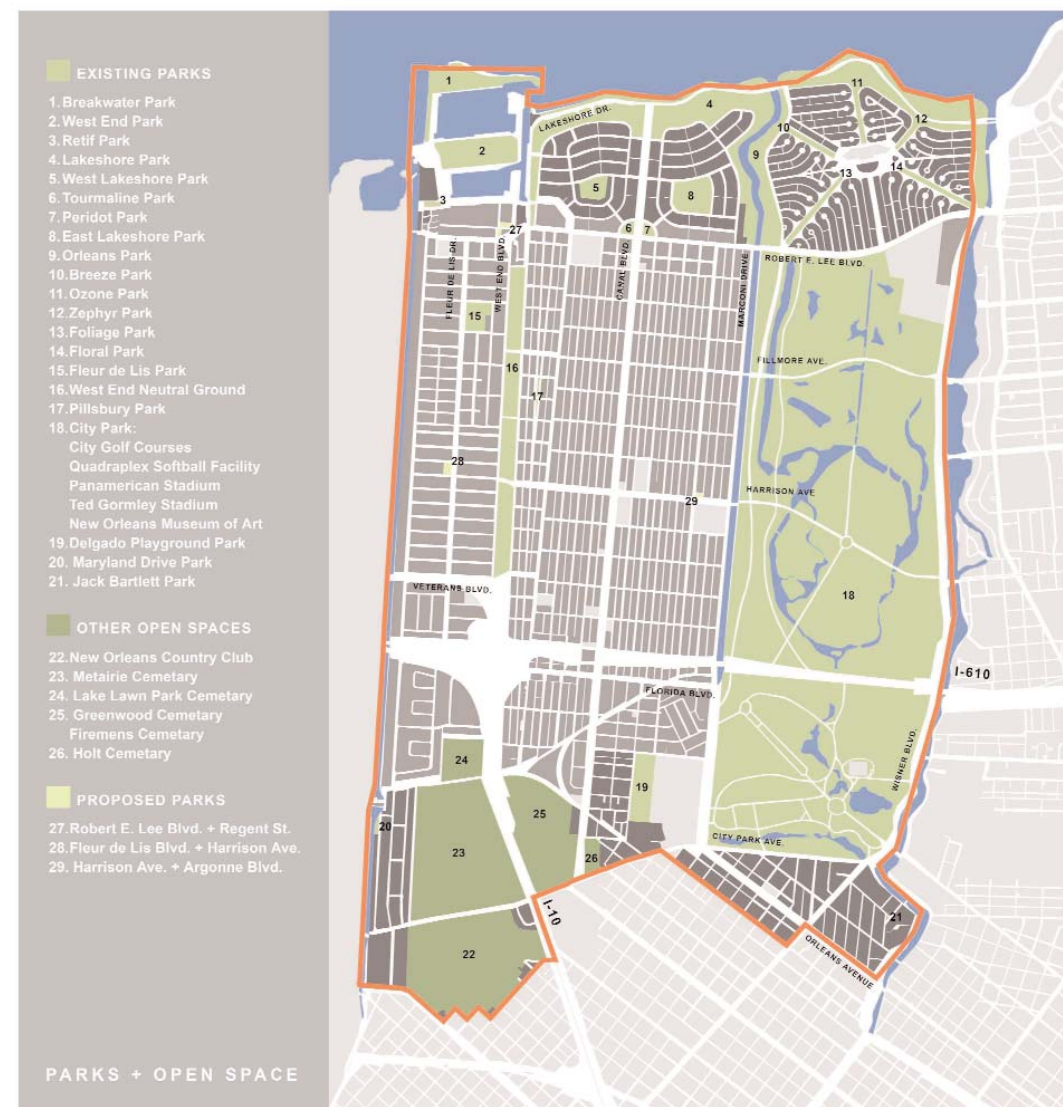 EXISTING PARKS
1. Breakwater Park
2. West End Park
3. Retif Park
4. Lakeshore Park
5. West Lakeshore Park
6. Tourmaline Park
7. Peridot Park
8. East Lakeshore Park
9. Orleans Park
10. Breeze Park
11. Ozone Park
12. Zephyr Park
13. Foliage Park
14. Floral Park
15. Fleur de Lis Park
16. West End Neutral Ground
17. Pillsbury Park
18. City Park:
City Golf Courses
Quadraplex Softball Facility
Panamerican Stadium
Ted Gormley Stadium
New Orleans Museum of Art
19. Delgado Playground Park
20. Maryland Drive Park
21. Jack Bartlett Park
OTHER OPEN SPACES
22. New Orleans Country Club
23. Metairie Cemetary
24. Lake Lawn Park Cemetary
25. Greenwood Cemetary
Firemens Cemetary
26. Holt Cemetary
PROPOSED PARKS
27. Robert E. Lee Blvd. + Regent St.
28. Fleur de Lis Blvd. + Harrison Ave.
29. Harrison Ave. + Argonne Blvd.
PARKS + OPEN SPACE
1
2
3
4
5
6
7
8
9
10
11
12
13
14
LAKESHORE DR.
27
ROBERT E. LEE BLVD.
FLEUR DE LIS DR.
WEST END BLVD.
CANAL BLVD.
MARCONI DRIVE
15
16
17
FILLMORE AVE.
28
29
HARRISON AVE
18
VETERANS BLVD.
I-610
FLORIDA BLVD.
WISNER BLVD.
24
19
25
20
23
26
CITY PARK AVE.
I-10
21
22
ORLEANS AVENUE